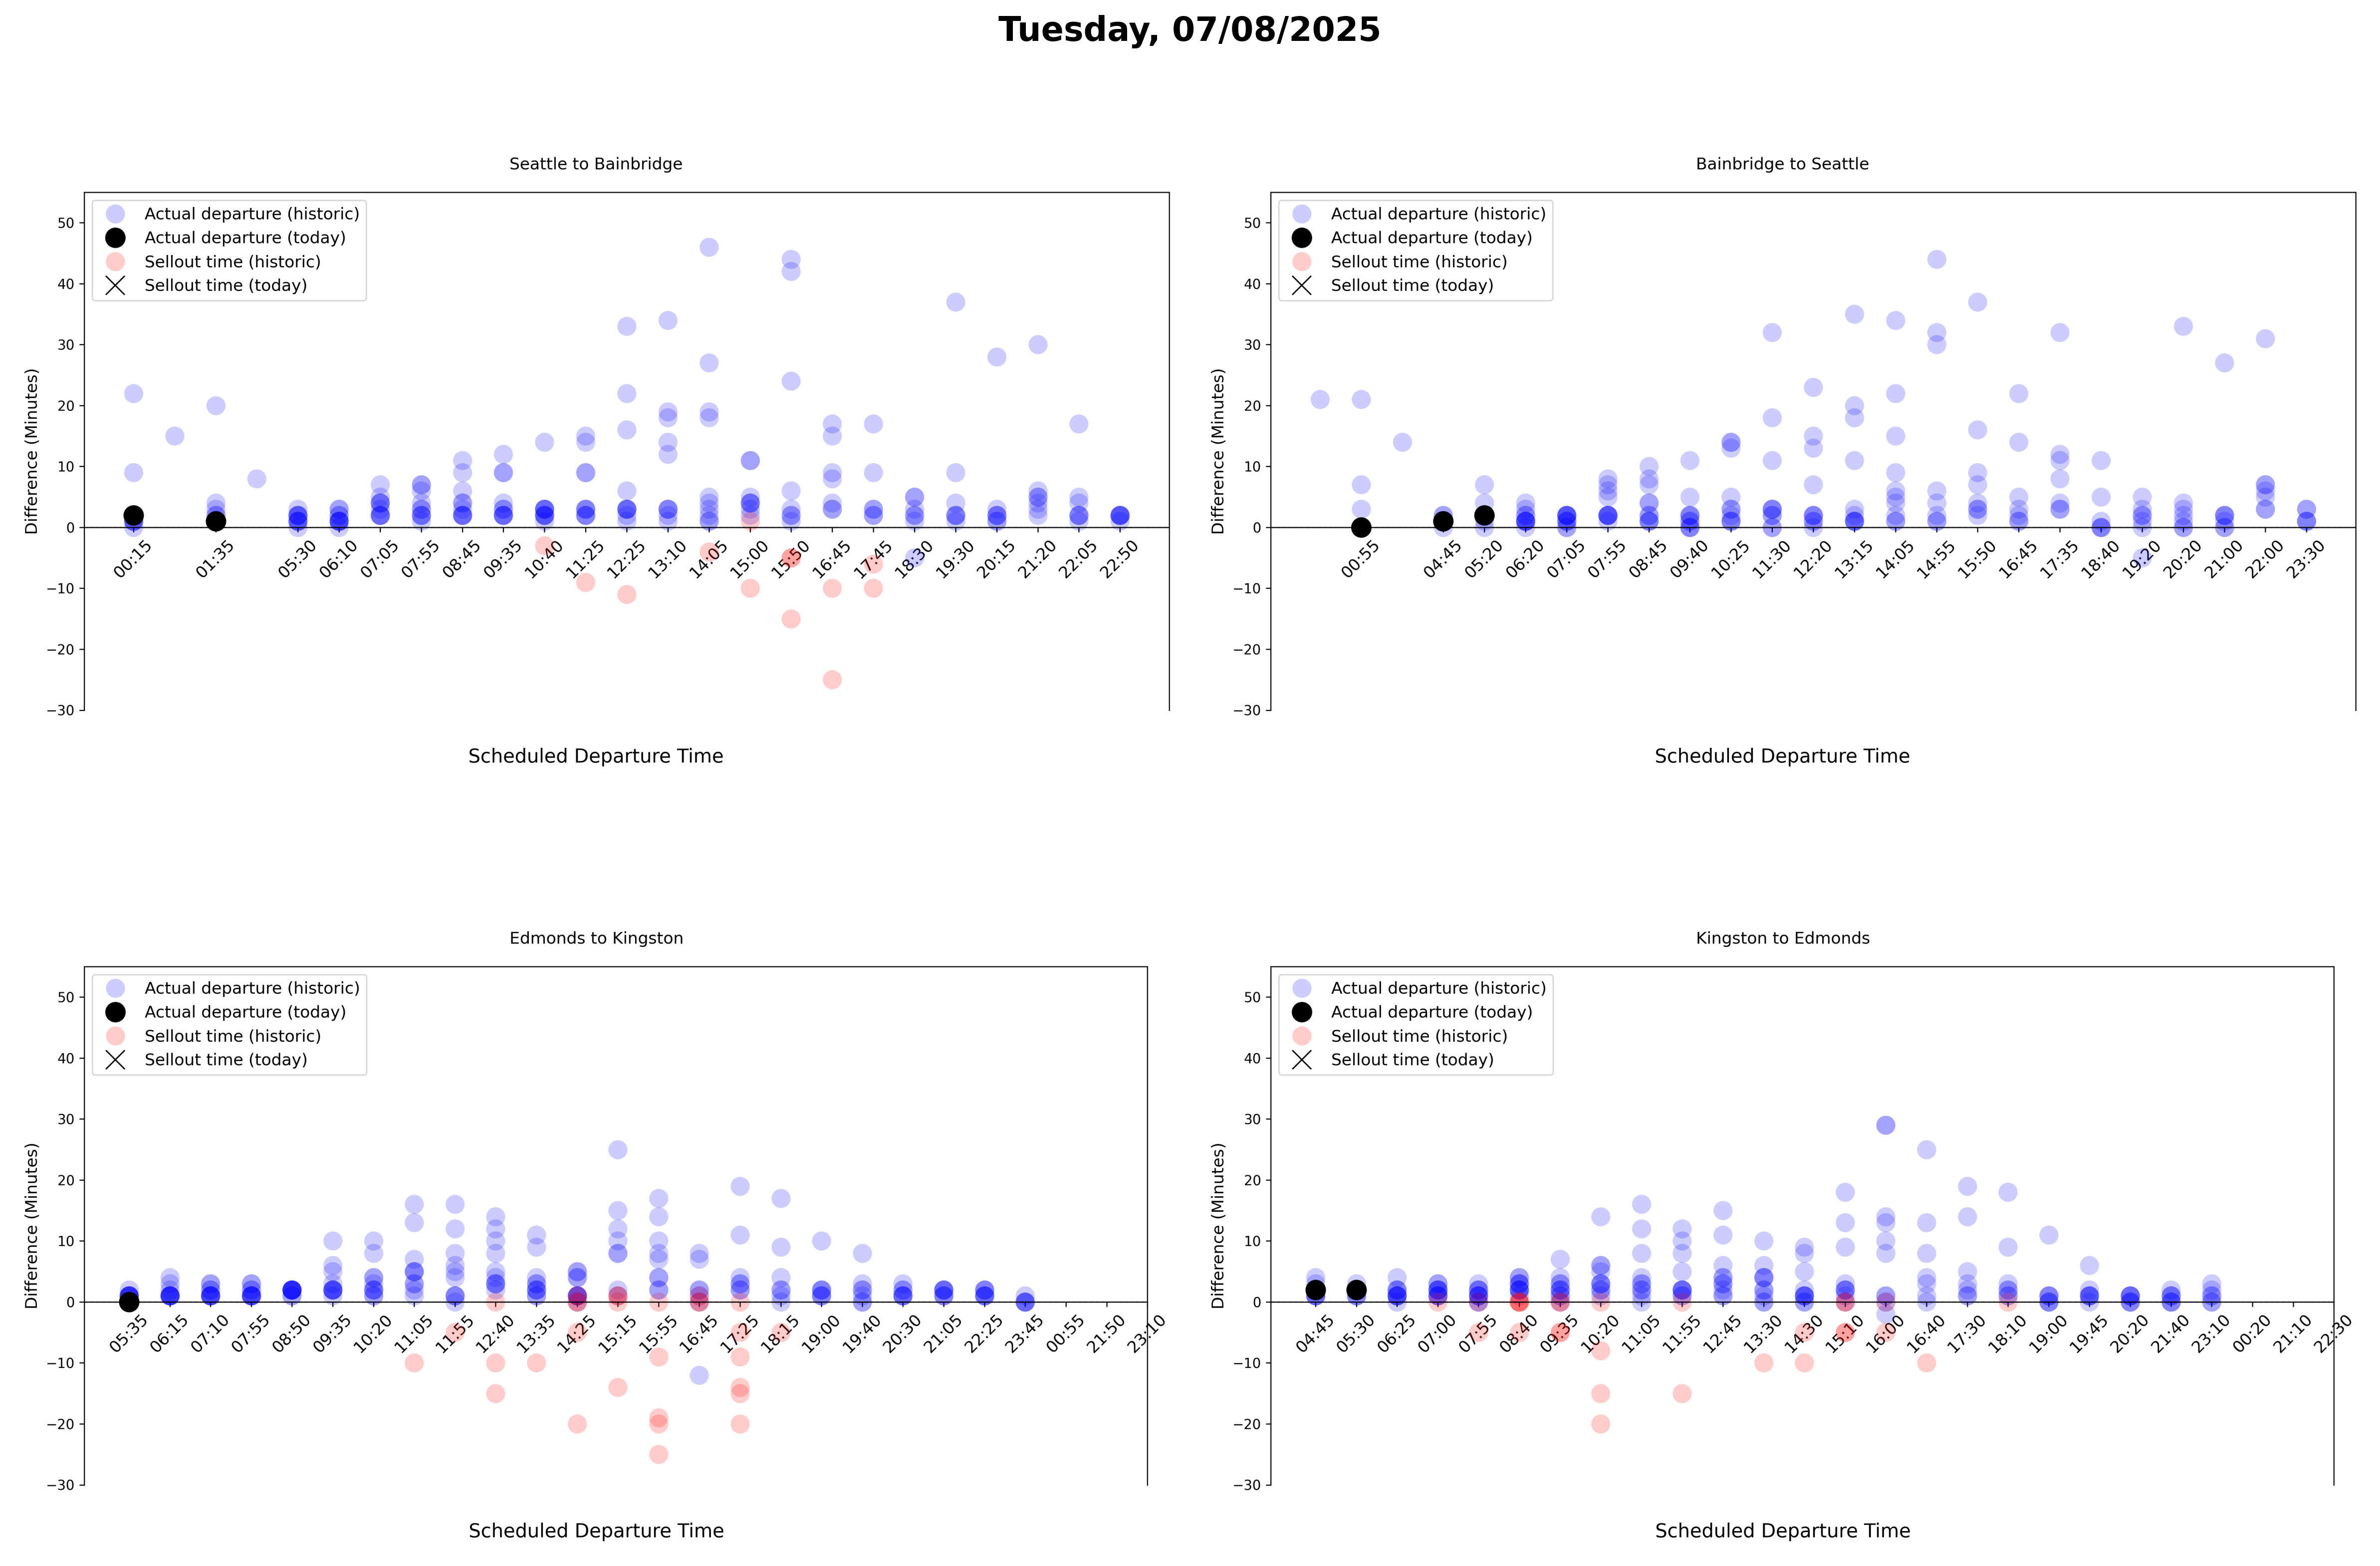 Tuesday, 07/08/2025
Seattle to Bainbridge
Actual departure (historic)
Actual departure (today)
Sellout time (historic)
Sellout time (today)
Difference (Minutes)
50
40
30
20
10
0
−10
−20
−30
00:15 01:35 05:30 06:10 07:05 07:55 08:45 09:35 10:40 11:25 12:25 13:10 14:05 15:00 15:50 16:45 17:45 18:30 19:30 20:15 21:20 22:05 22:50
Scheduled Departure Time
Bainbridge to Seattle
Actual departure (historic)
Actual departure (today)
Sellout time (historic)
Sellout time (today)
Difference (Minutes)
50
40
30
20
10
0
−10
−20
−30
00:55 04:45 05:20 06:20 07:05 07:55 08:45 09:40 10:25 11:30 12:20 13:15 14:05 14:55 15:50 16:45 17:35 18:40 19:20 20:20 21:00 22:00 23:30
Scheduled Departure Time
Edmonds to Kingston
Actual departure (historic)
Actual departure (today)
Sellout time (historic)
Sellout time (today)
Difference (Minutes)
50
40
30
20
10
0
−10
−20
−30
05:35 06:15 07:10 07:55 08:50 09:35 10:20 11:05 11:55 12:40 13:35 14:25 15:15 15:55 16:45 17:25 18:15 19:00 19:40 20:30 21:05 22:25 23:45 00:55 21:50 23:10
Scheduled Departure Time
Kingston to Edmonds
Actual departure (historic)
Actual departure (today)
Sellout time (historic)
Sellout time (today)
Difference (Minutes)
50
40
30
20
10
0
−10
−20
−30
04:45 05:30 06:25 07:00 07:55 08:40 09:35 10:20 11:05 11:55 12:45 13:30 14:30 15:10 16:00 16:40 17:30 18:10 19:00 19:45 20:20 21:40 23:10 00:20 21:10 22:30
Scheduled Departure Time